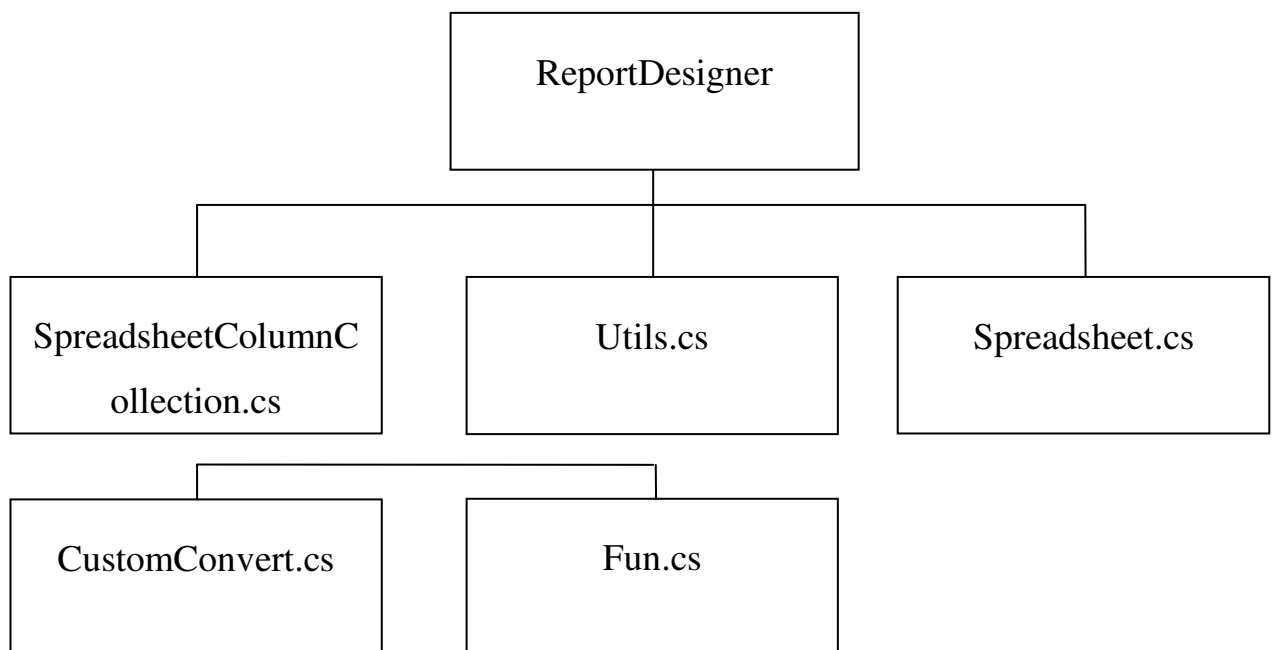 ReportDesigner
SpreadsheetColumnC
ollection.cs
Utils.cs
Spreadsheet.cs
CustomConvert.cs
Fun.cs